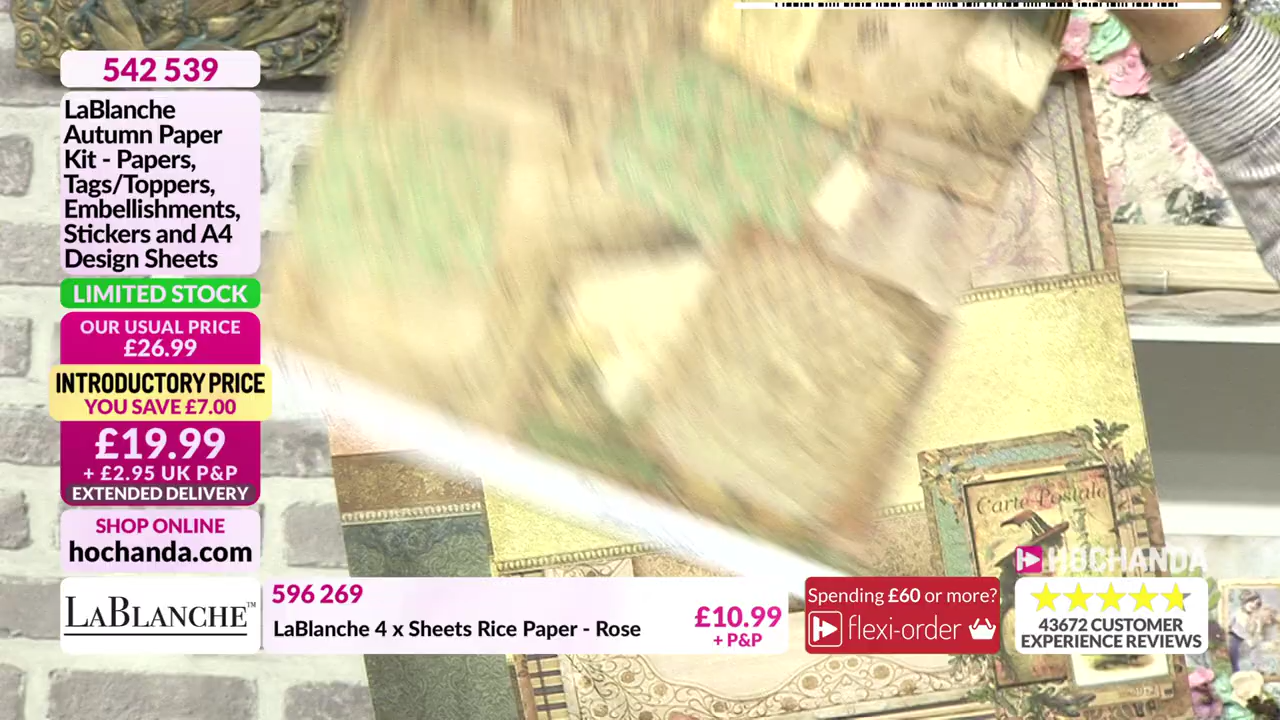 542 539
LaBlanche
Autumn Paper
Kit - Papers,
Tags/Toppers,
Embellishments,
Stickers and A4
Design Sheets
LIMITED STOCK
OUR USUAL PRICE
£26.99
INTRODUCTORY PRICE
YOU SAVE £7.00
£19.99
+ £2.95 UK P&P
EXTENDED DELIVERY
SHOP ONLINE
hochanda.com
LABLANCHE™
596 269
LaBlanche 4 x Sheets Rice Paper - Rose
£10.99
+ P&P
Spending £60 or more?
flexi-order
Carte Postale
HOCHANDA
43672 CUSTOMER
EXPERIENCE REVIEWS